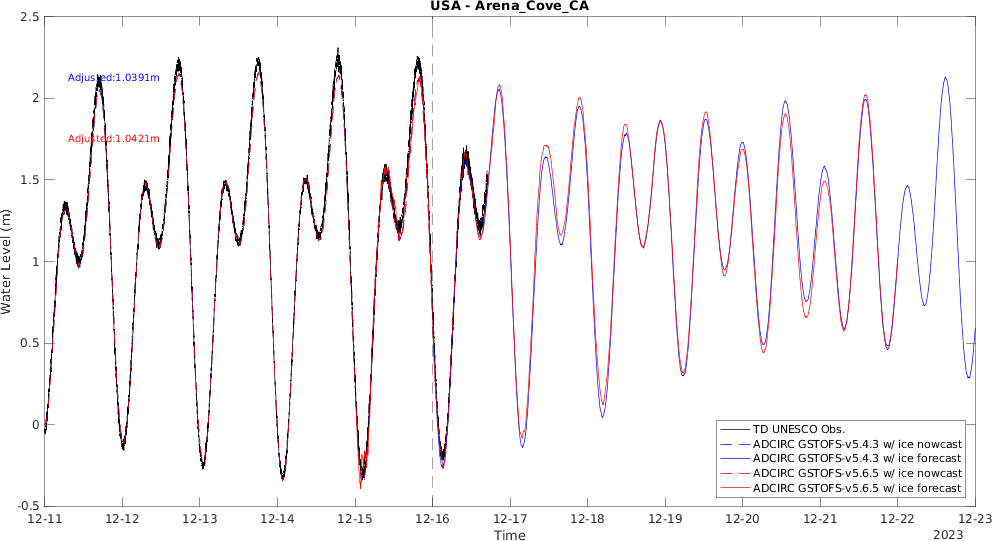 USA - Arena_Cove_CA
2.5
2
1.5
1
0.5
0
-0.5
Water Level (m)
Adjusted:1.0391m
Adjusted:1.0421m
TD UNESCO Obs.
ADCIRC GSTOFS-v5.4.3 w/ ice nowcast
ADCIRC GSTOFS-v5.4.3 w/ ice forecast
ADCIRC GSTOFS-v5.6.5 w/ ice nowcast
ADCIRC GSTOFS-v5.6.5 w/ ice forecast
12-11 12-12 12-13 12-14 12-15 12-16 12-17 12-18 12-19 12-20 12-21 12-22 12-23
Time
2023